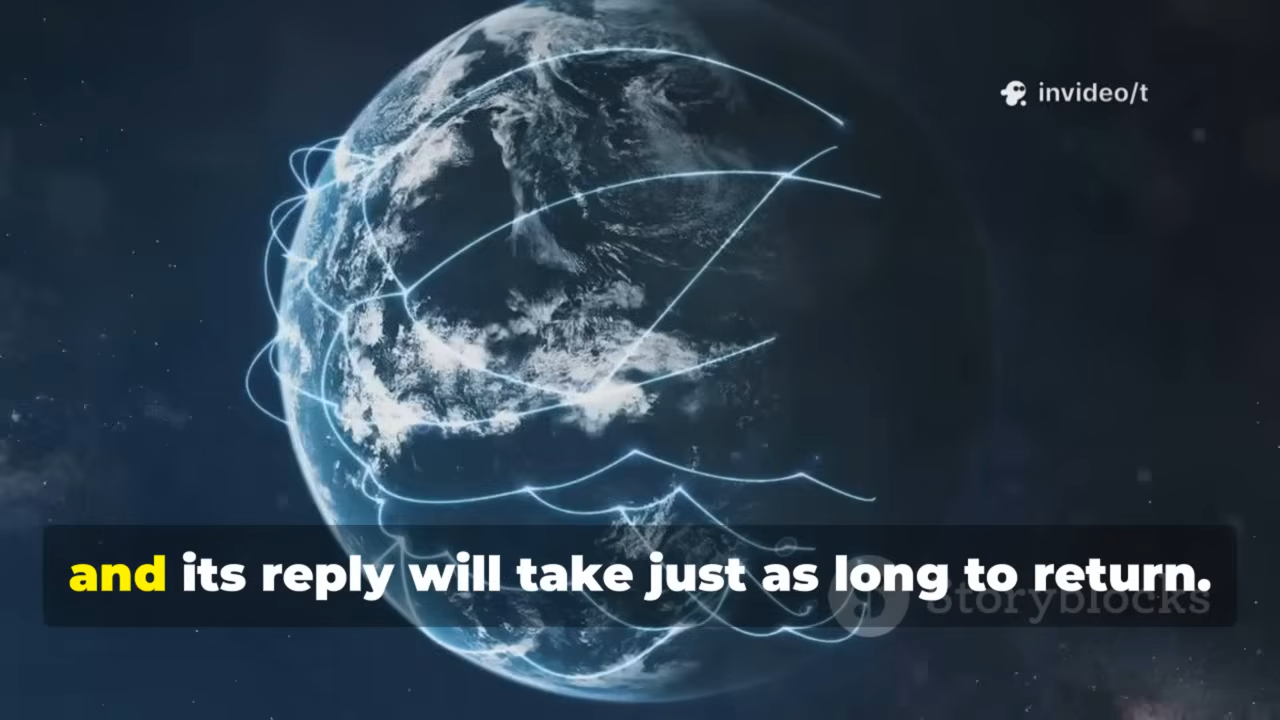 invideo/t
and its reply will take just as long to return.
Storyblocks